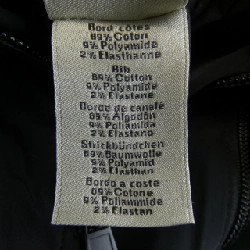 Bord côtes
89% Coton
9% Polyamide
2% Elasthanne
Rib
89% Cotton
9% Polyamid
2% Elastane
Borde de canalé
89% Algodón
9% Poliamida
2% Elastano
Strickbündchen
89% Baumwolle
9% Polyamid
2% Elasthan
Bordo a coste
89% Cotone
9% Poliammide
2% Elastan